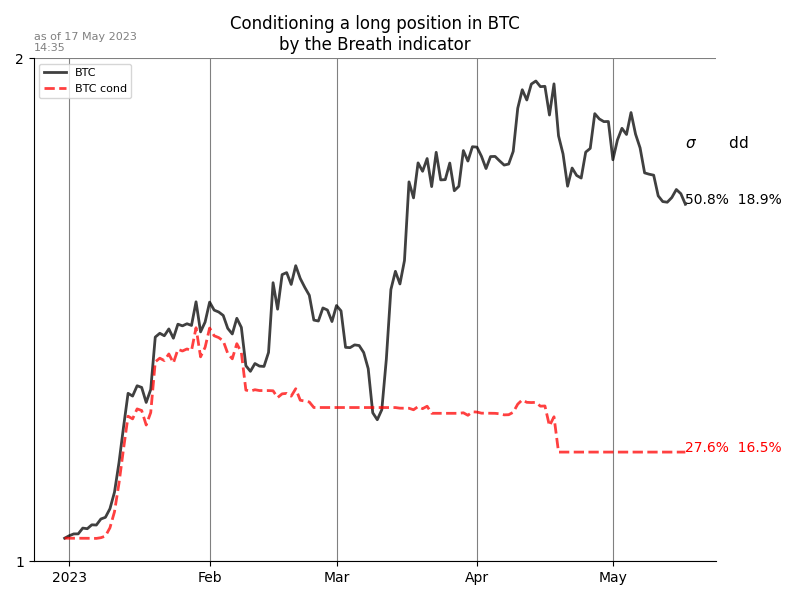 Conditioning a long position in BTC
by the Breath indicator
as of 17 May 2023
14:35
2
BTC
BTC cond
σ dd
50.8% 18.9%
27.6% 16.5%
1
2023 Feb Mar Apr May